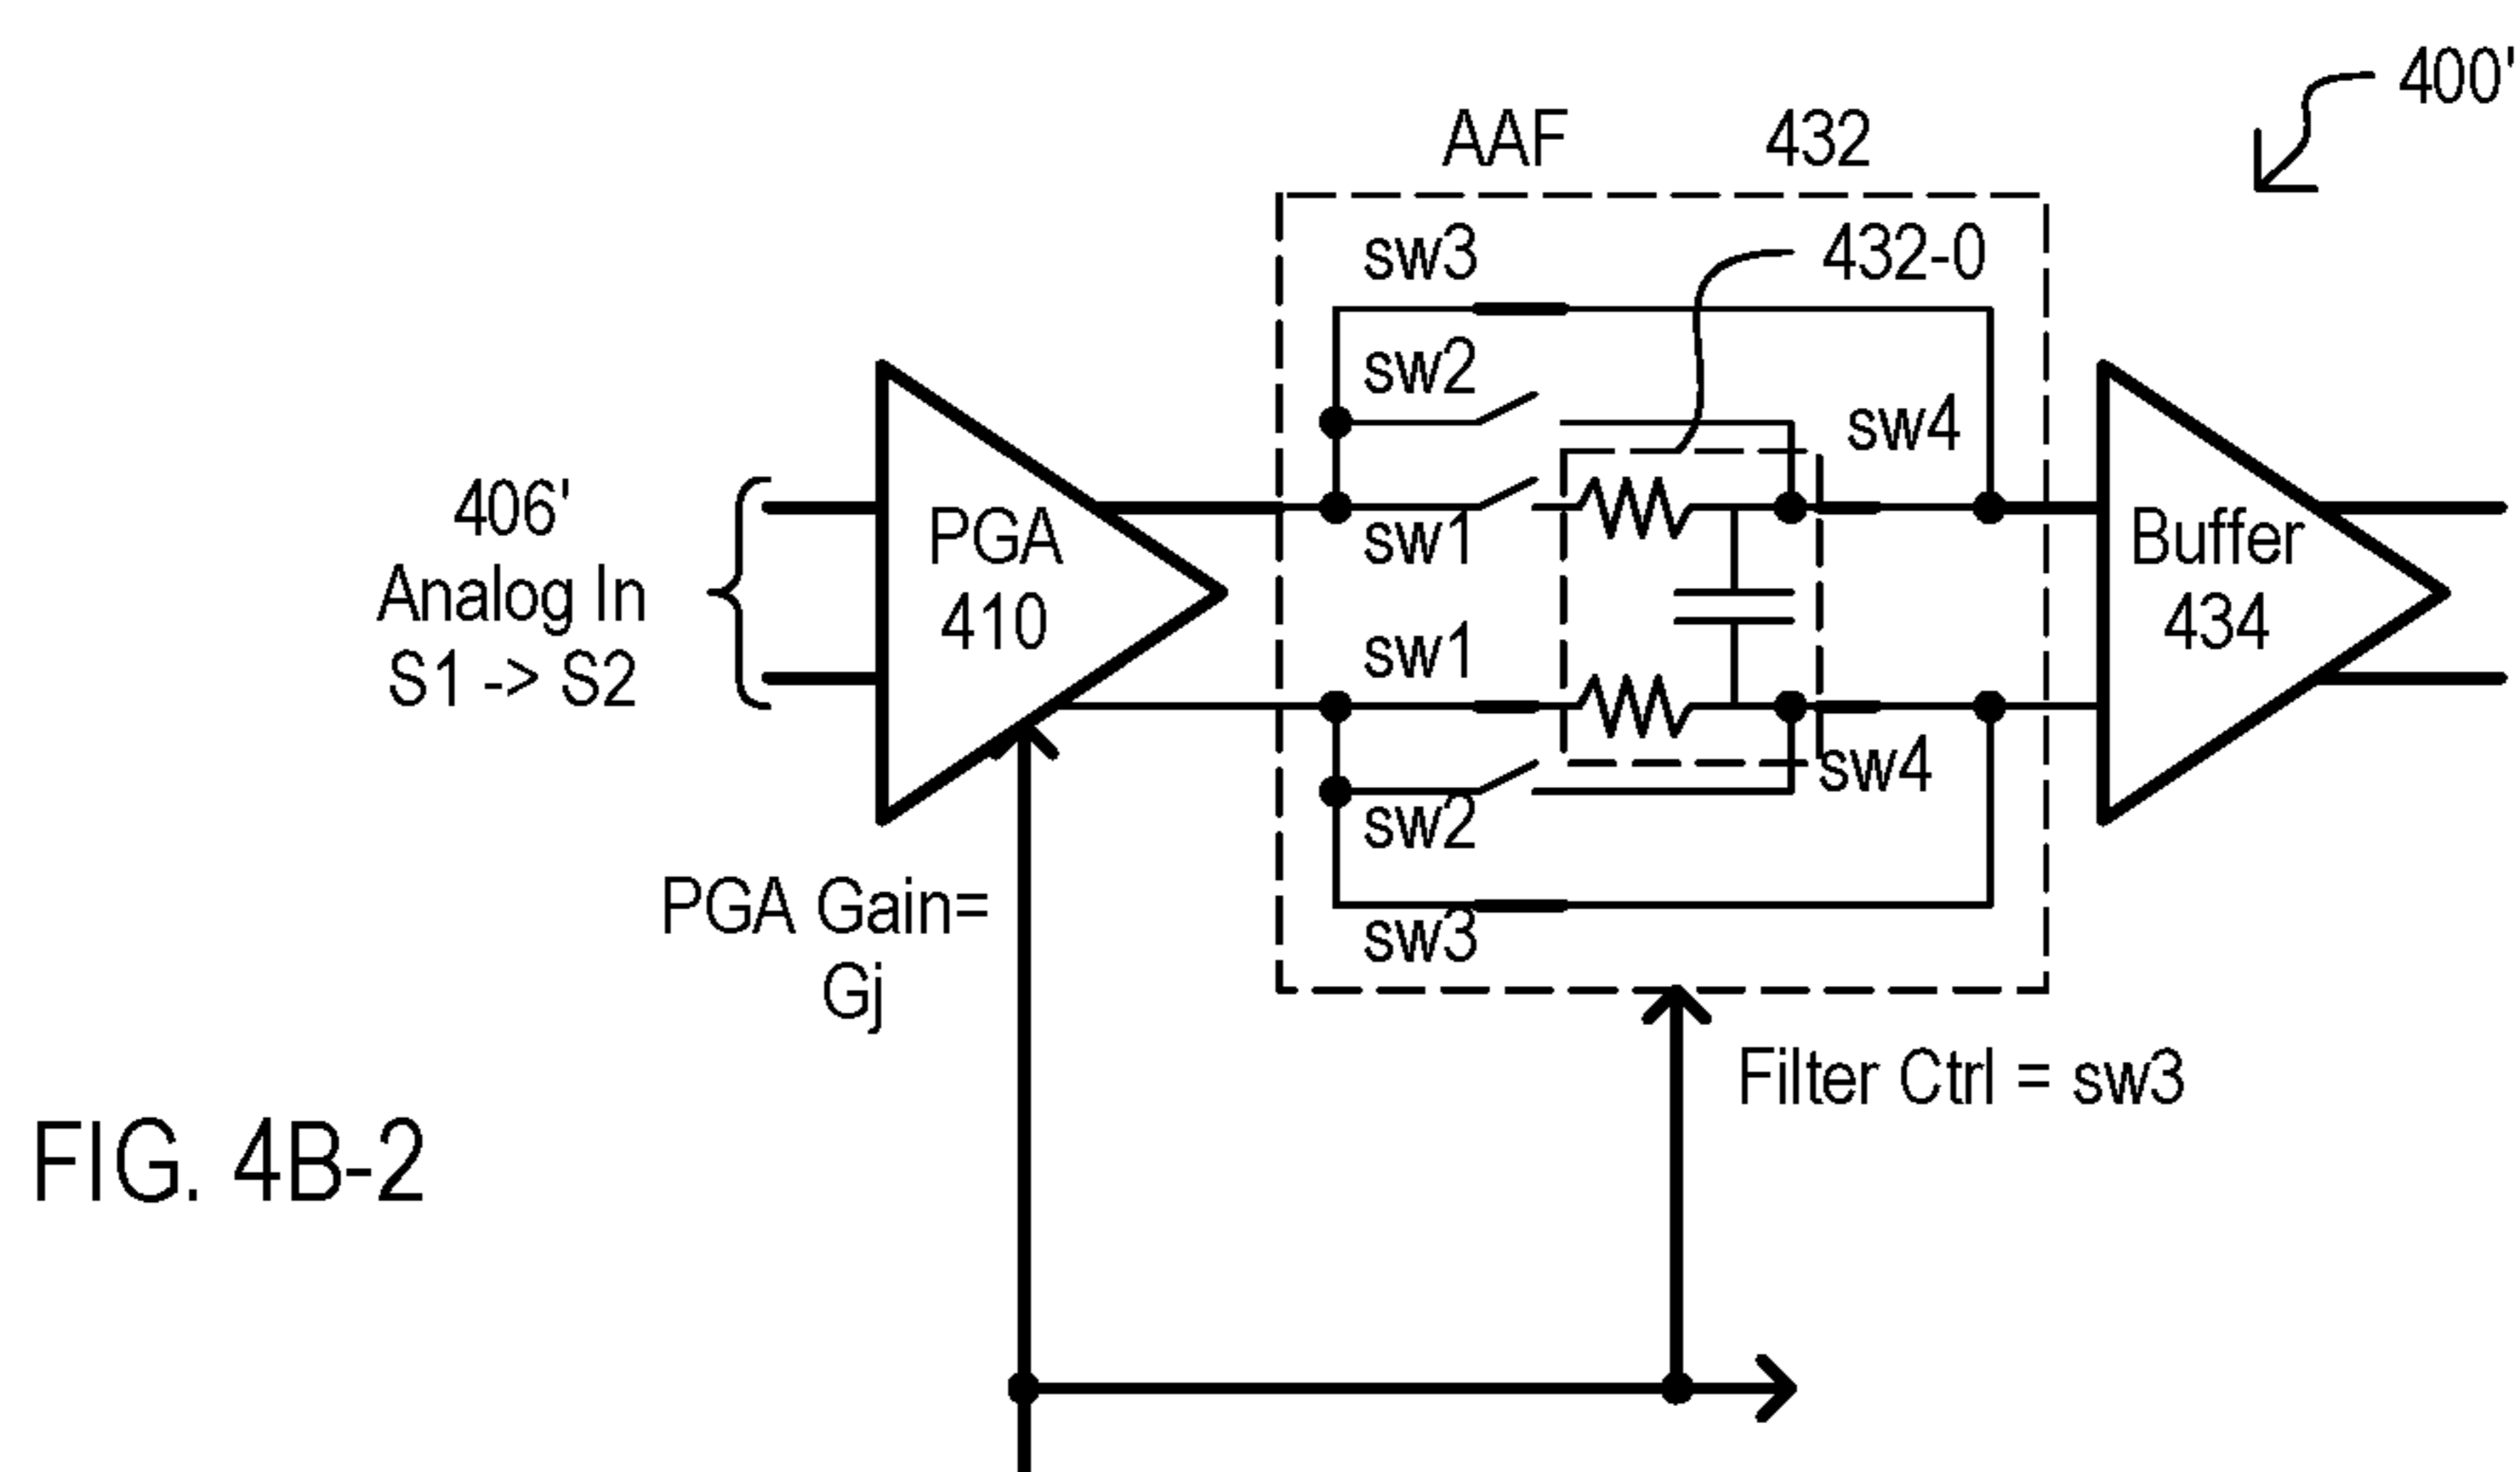 400'
AAF 432
sw3
432-0
sw2
sw4
406'
Analog In
S1 -> S2
PGA
410
sw1
Buffer
434
sw1
sw4
sw2
PGA Gain=
Gj
sw3
Filter Ctrl = sw3
FIG. 4B-2